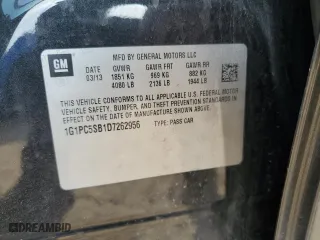 GM
MFD BY GENERAL MOTORS LLC
DATE GVWR GAWR FRT GAWR RR
03/13 1851 KG 969 KG 882 KG
4080 LB 2136 LB 1944 LB
THIS VEHICLE CONFORMS TO ALL APPLICABLE U.S. FEDERAL MOTOR
VEHICLE SAFETY, BUMPER, AND THEFT PREVENTION STANDARDS
IN EFFECT ON THE DATE OF MANUFACTURE SHOWN ABOVE.
1G1PC5SB1D7262956 TYPE: PASS CAR